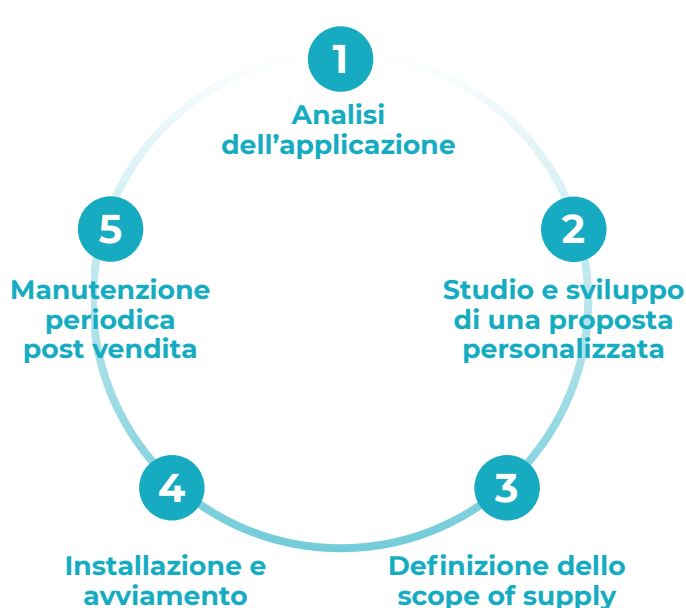 1
Analisi
dell’applicazione
2
Studio e sviluppo
di una proposta
personalizzata
3
Definizione dello
scope of supply
4
Installazione e
avviamento
5
Manutenzione
periodica
post vendita